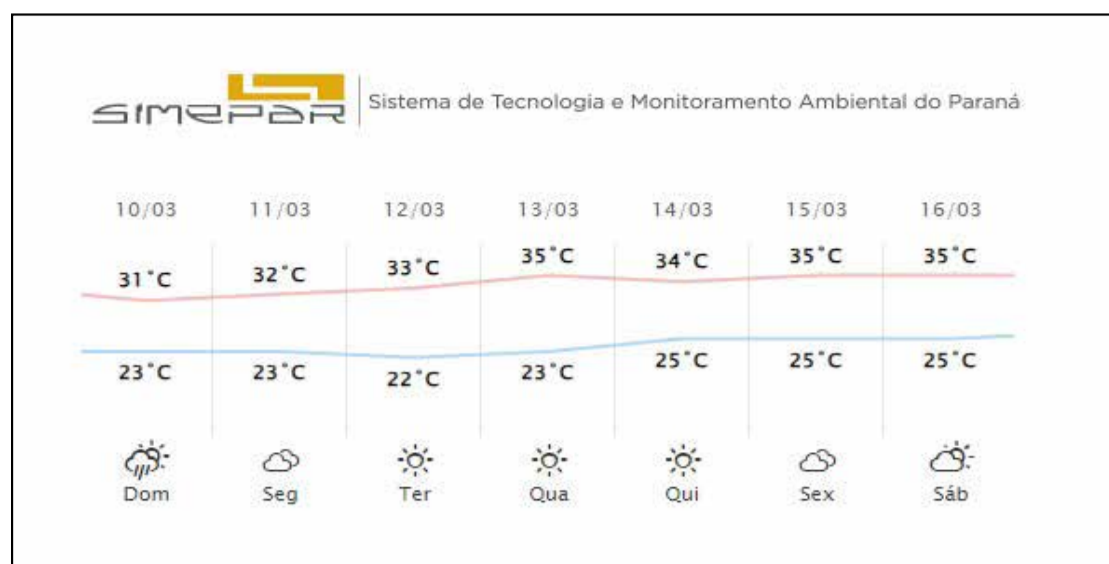 SIMEPAR
Sistema de Tecnologia e Monitoramento Ambiental do Paraná
10/03 11/03 12/03 13/03 14/03 15/03 16/03
31°C 32°C 33°C 35°C 34°C 35°C 35°C
23°C 23°C 22°C 23°C 25°C 25°C 25°C
Dom Seg Ter Qua Qui Sex Sáb